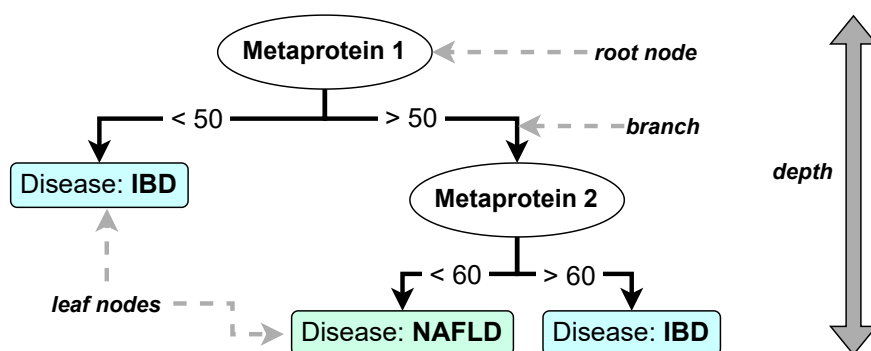 Metaprotein 1
root node
< 50
> 50
branch
Disease: IBD
Metaprotein 2
depth
< 60
> 60
leaf nodes
Disease: NAFLD
Disease: IBD